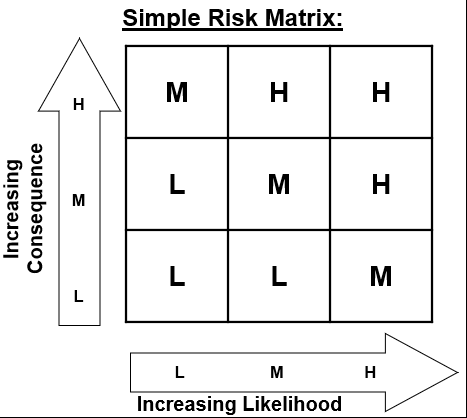 Simple Risk Matrix:
H
M
L
Increasing
Consequence
M H H
L M H
L L M
L M H
Increasing Likelihood